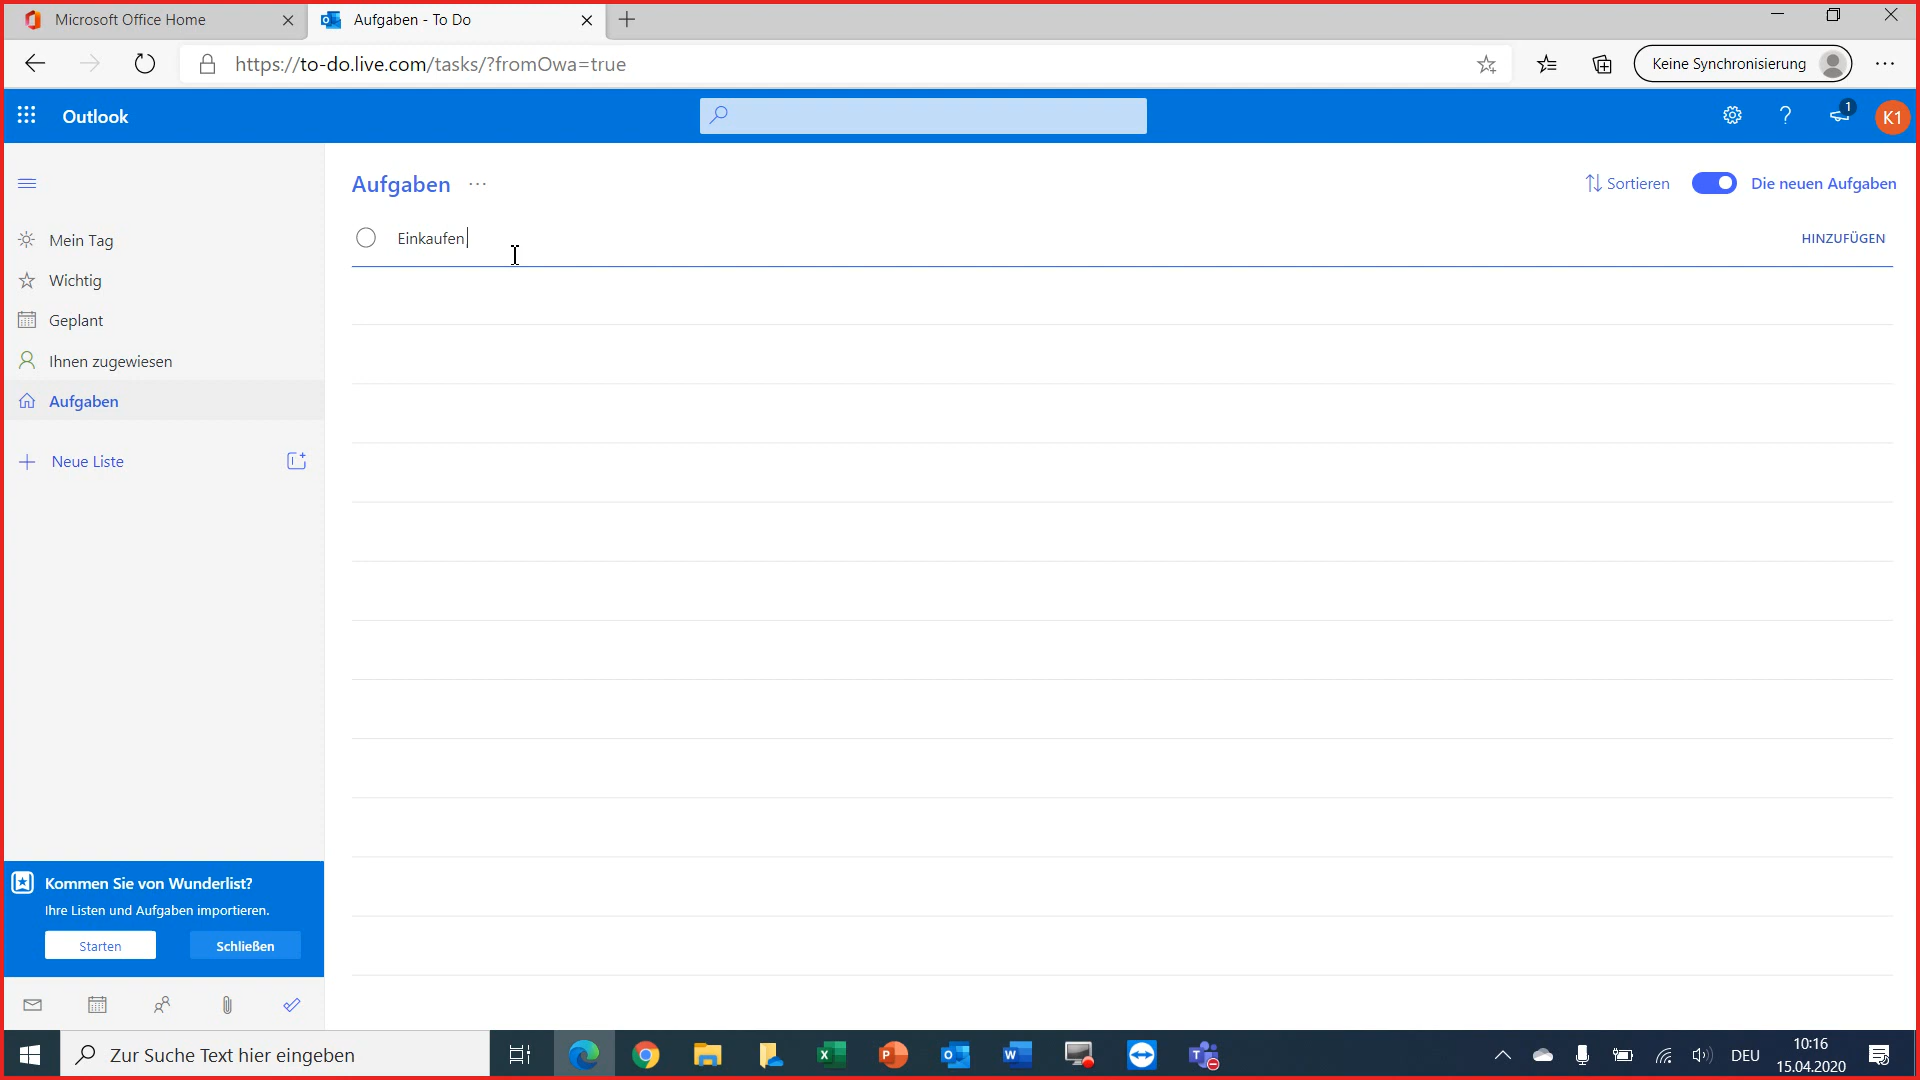 Microsoft Office Home
Aufgaben - To Do
https://to-do.live.com/tasks/?fromOwa=true
Keine Synchronisierung
Outlook
1
K1
Aufgaben
Sortieren
Die neuen Aufgaben
Einkaufen
HINZUFÜGEN
Mein Tag
Wichtig
Geplant
Ihnen zugewiesen
Aufgaben
Neue Liste
Kommen Sie von Wunderlist?
Ihre Listen und Aufgaben importieren.
Starten
Schließen
Zur Suche Text hier eingeben
DEU
10:16
15.04.2020